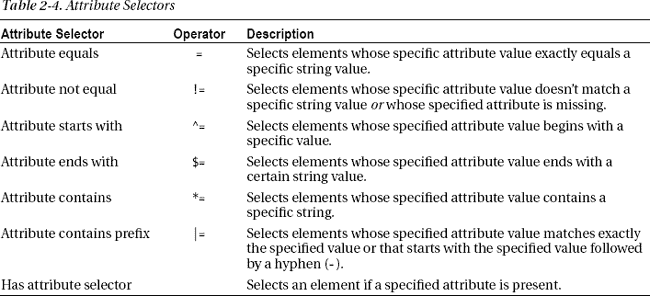 Table 2-4. Attribute Selectors
Attribute Selector Operator Description
Attribute equals = Selects elements whose specific attribute value exactly equals a
specific string value.
Attribute not equal != Selects elements whose specific attribute value doesn't match a
specific string value or whose specified attribute is missing.
Attribute starts with ^= Selects elements whose specified attribute value begins with a
specific value.
Attribute ends with $= Selects elements whose specified attribute value ends with a
certain string value.
Attribute contains *= Selects elements whose specified attribute value contains a
specific string.
Attribute contains prefix |= Selects elements whose specified attribute value matches exactly
the specified value or that starts with the specified value followed
by a hyphen (-).
Has attribute selector Selects an element if a specified attribute is present.